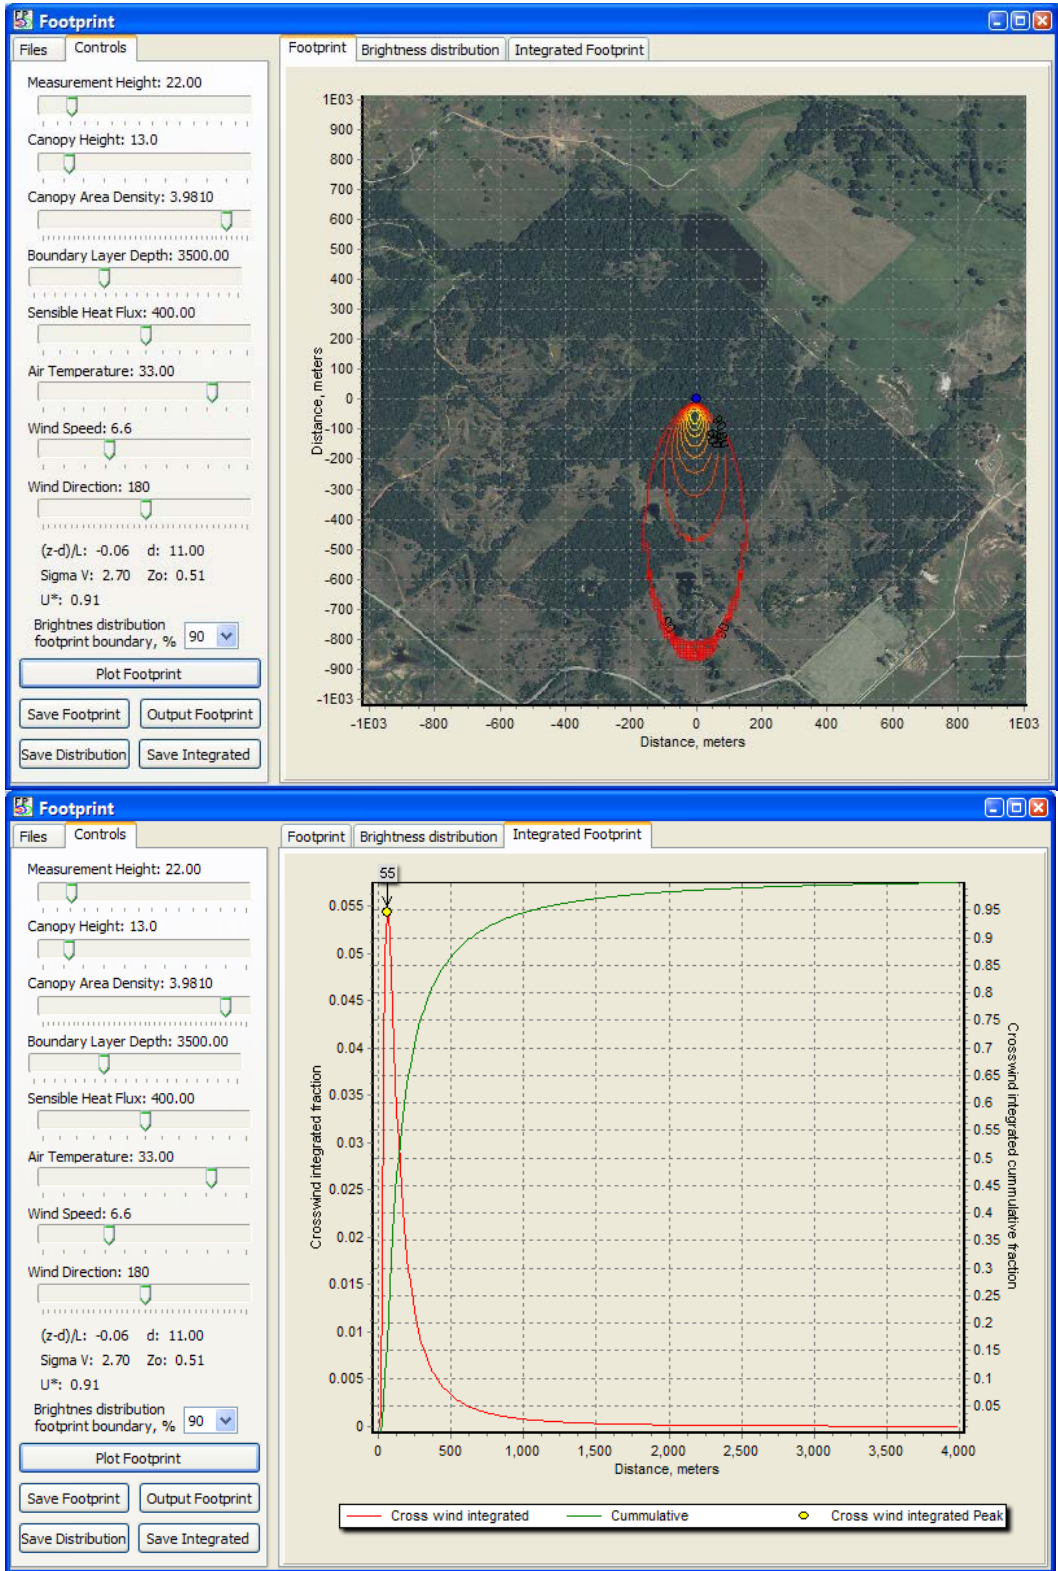 Footprint
Files Controls
Footprint Brightness distribution Integrated Footprint
Measurement Height: 22.00
Canopy Height: 13.0
Canopy Area Density: 3.9810
Boundary Layer Depth: 3500.00
Sensible Heat Flux: 400.00
Air Temperature: 33.00
Wind Speed: 6.6
Wind Direction: 180
(z-d)/L: -0.06 d: 11.00
Sigma V: 2.70 Zo: 0.51
U*: 0.91
Brightnes distribution
footprint boundary, % 90
Plot Footprint
Save Footprint Output Footprint
Save Distribution Save Integrated
1E03
900
800
700
600
500
400
300
200
100
0
-100
-200
-300
-400
-500
-600
-700
-800
-900
-1E03
Distance, meters
-1E03 -800 -600 -400 -200 0 200 400 600 800 1E03
Distance, meters
Footprint
Files Controls
Footprint Brightness distribution Integrated Footprint
Measurement Height: 22.00
Canopy Height: 13.0
Canopy Area Density: 3.9810
Boundary Layer Depth: 3500.00
Sensible Heat Flux: 400.00
Air Temperature: 33.00
Wind Speed: 6.6
Wind Direction: 180
(z-d)/L: -0.06 d: 11.00
Sigma V: 2.70 Zo: 0.51
U*: 0.91
Brightnes distribution
footprint boundary, % 90
Plot Footprint
Save Footprint Output Footprint
Save Distribution Save Integrated
55
0.055
0.05
0.045
0.04
0.035
0.03
0.025
0.02
0.015
0.01
0.005
0
Crosswind integrated fraction
0.95
0.9
0.85
0.8
0.75
0.7
0.65
0.6
0.55
0.5
0.45
0.4
0.35
0.3
0.25
0.2
0.15
0.1
0.05
Crosswind integrated cummulative fraction
0 500 1,000 1,500 2,000 2,500 3,000 3,500 4,000
Distance, meters
Cross wind integrated Cummulative Cross wind integrated Peak